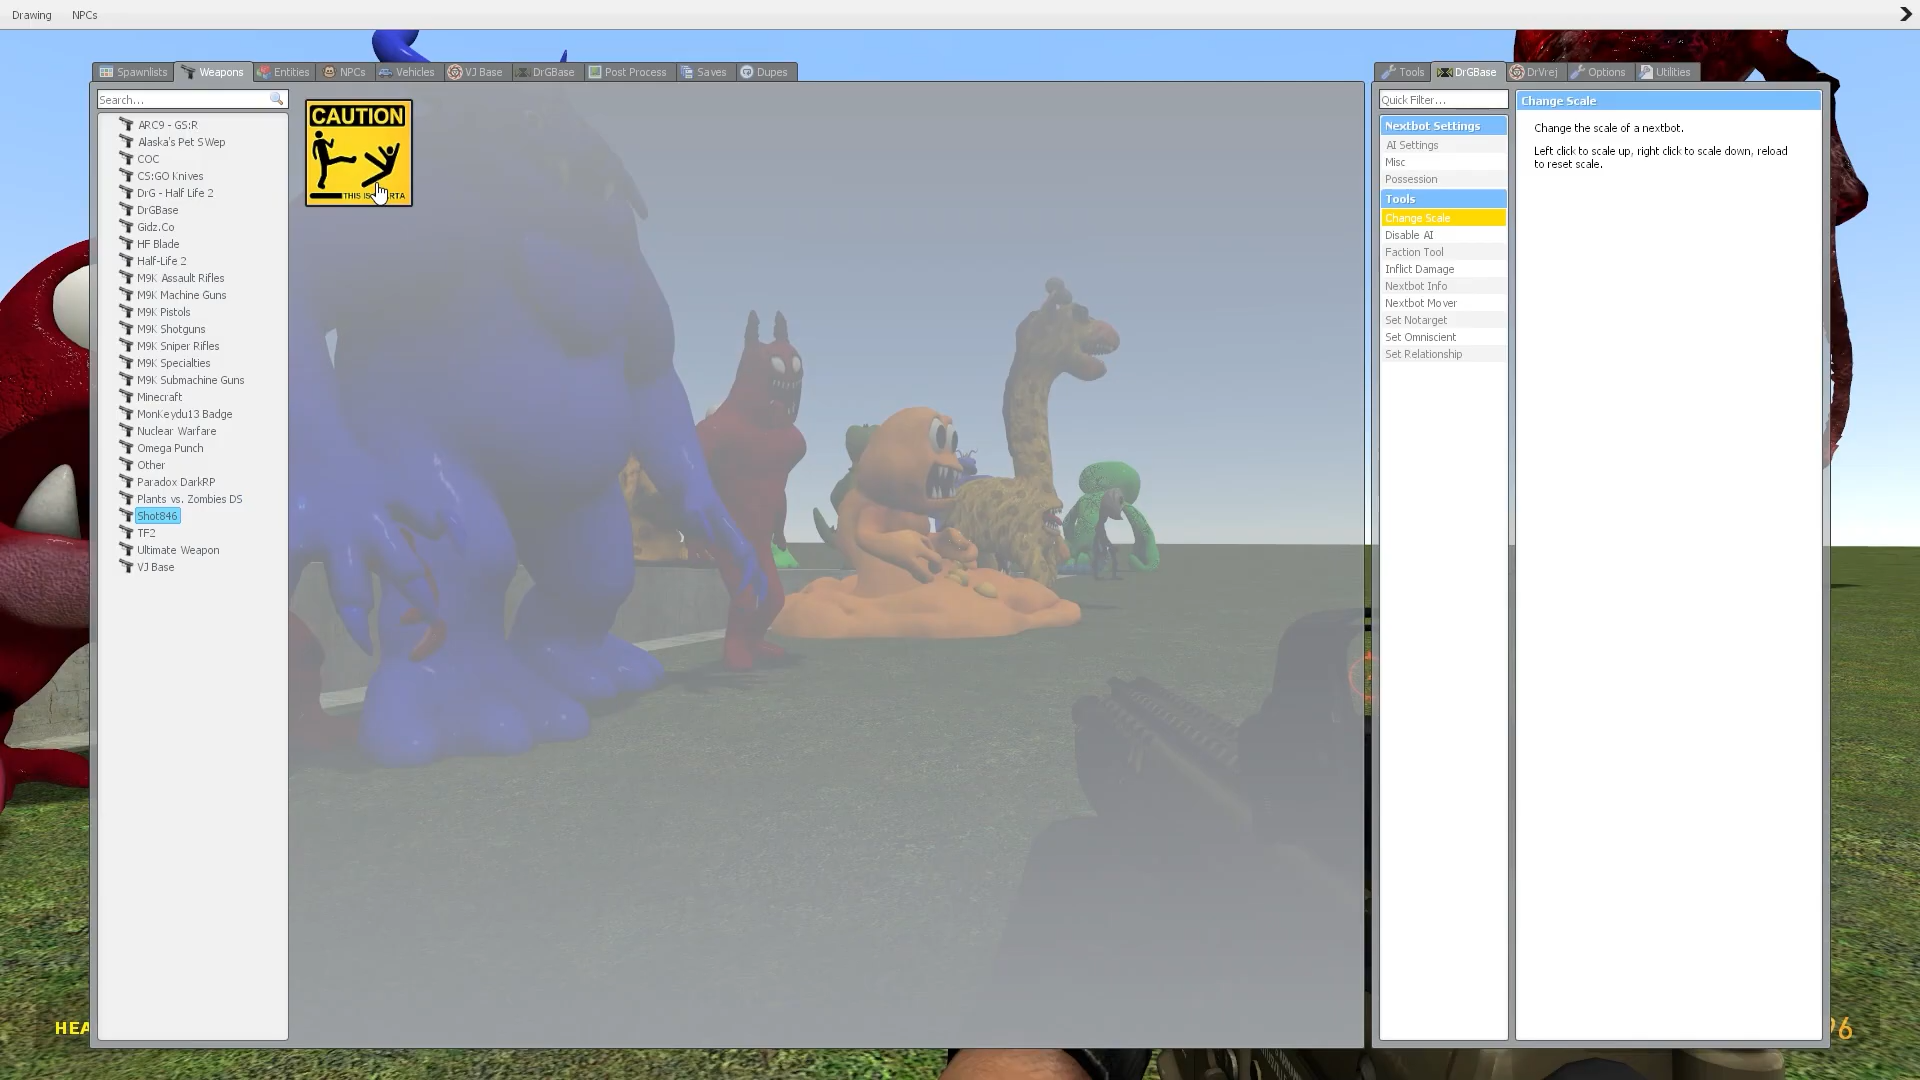 Drawing NPCs
Spawnlists Weapons Entities NPCs Vehicles VJ Base DrGBase Post Process Saves Dupes
Search...
ARC9 - GS:R
Alaska's Pet SWep
COC
CS:GO Knives
DrG - Half Life 2
DrGBase
Gidz.Co
HF Blade
Half-Life 2
M9K Assault Rifles
M9K Machine Guns
M9K Pistols
M9K Shotguns
M9K Sniper Rifles
M9K Specialties
M9K Submachine Guns
Minecraft
MonKeydu13 Badge
Nuclear Warfare
Omega Punch
Other
Paradox DarkRP
Plants vs. Zombies DS
Shot846
TF2
Ultimate Weapon
VJ Base
CAUTION
THIS IS
Tools DrGBase DrVrej Options Utilities
Quick Filter...
Nextbot Settings
AI Settings
Misc
Possession
Tools
Change Scale
Disable AI
Faction Tool
Inflict Damage
Nextbot Info
Nextbot Mover
Set Notarget
Set Omniscient
Set Relationship
Change Scale
Change the scale of a nextbot.
Left click to scale up, right click to scale down, reload
to reset scale.
HEA